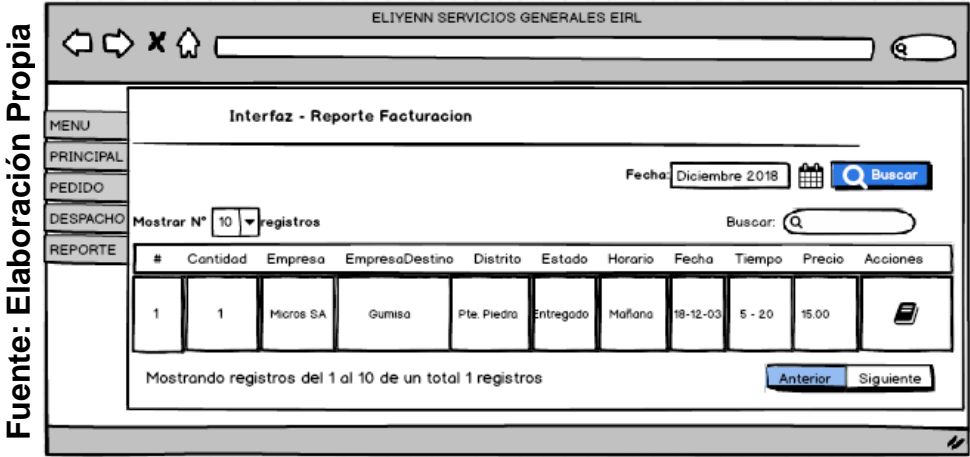 Fuente: Elaboración Propia
ELIYENN SERVICIOS GENERALES EIRL
MENU
PRINCIPAL
PEDIDO
DESPACHO
REPORTE
Interfaz - Reporte Facturacion
Fecha: Diciembre 2018 Buscar
Mostrar N° 10 registros Buscar:
# Cantidad Empresa EmpresaDestino Distrito Estado Horario Fecha Tiempo Precio Acciones
1 1 Micros SA Gumisa Pte. Piedra Entregado Mañana 18-12-03 5 - 20 15.00
Mostrando registros del 1 al 10 de un total 1 registros
Anterior Siguiente